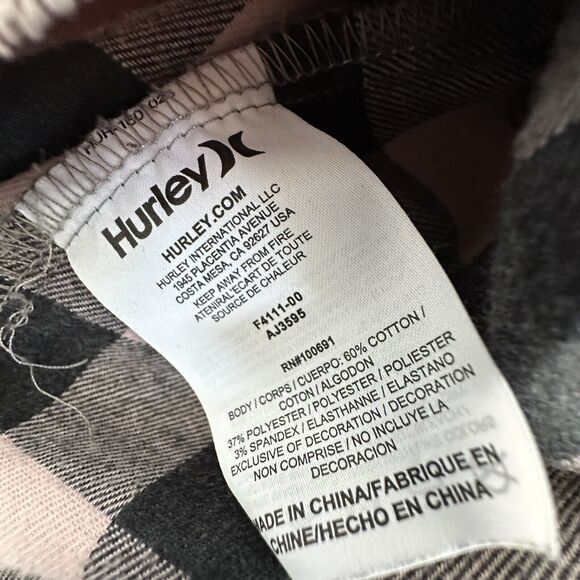 Hurley
HURLEY.COM
HURLEY INTERNATIONAL LLC
1945 PLACENTIA AVENUE
COSTA MESA, CA 92627 USA
KEEP AWAY FROM FIRE
ATENIRALÉCART DE TOUTE
SOURCE DE CHALEUR
F4111-00
AJ3595
RN#100691
BODY / CORPS / CUERPO: 60% COTTON /
COTON / ALGODON
37% POLYESTER / POLYESTER / POLIESTER
3% SPANDEX / ELASTHANNE / ELASTANO
EXCLUSIVE OF DECORATION / DECORATION
NON COMPRISE / NO INCLUYE LA
DECORACION
MADE IN CHINA/FABRIQUE EN
CHINE/HECHO EN CHINA